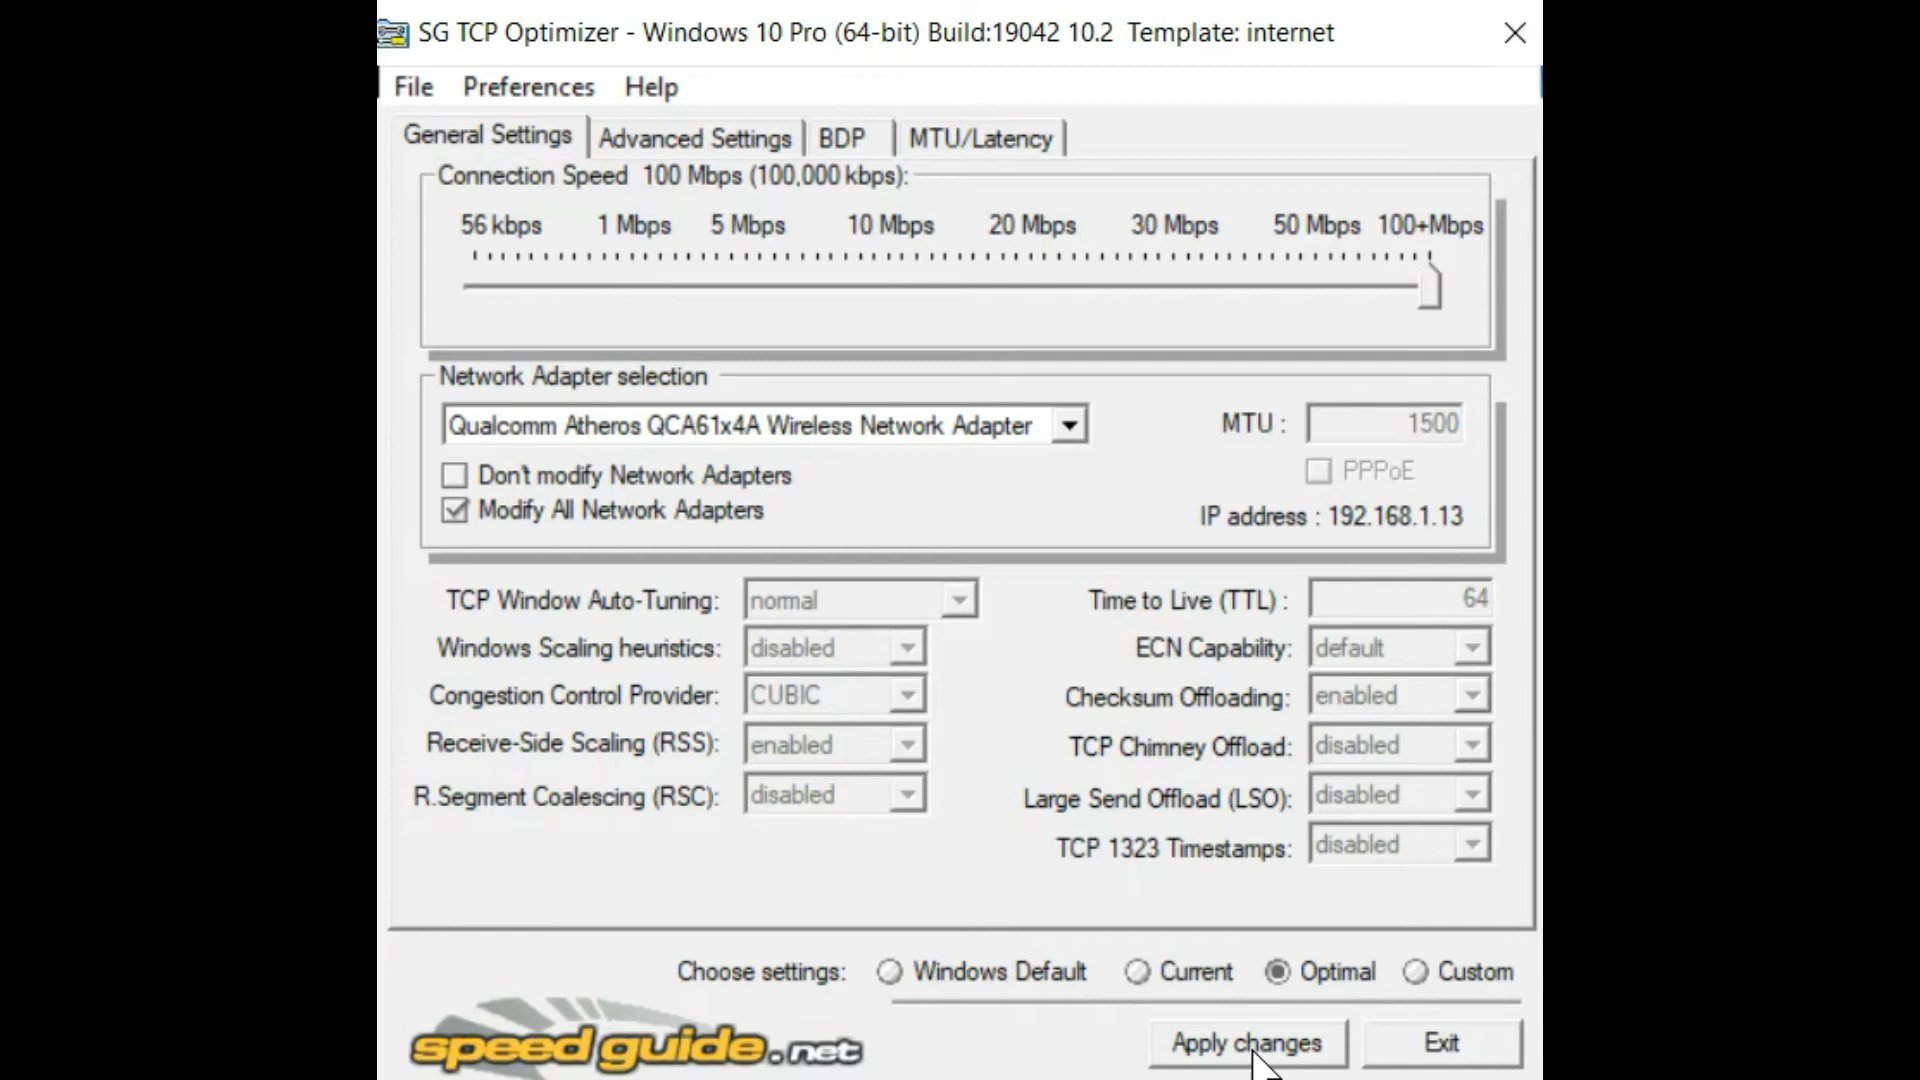 SG TCP Optimizer - Windows 10 Pro (64-bit) Build:19042 10.2 Template: internet
File Preferences Help
General Settings Advanced Settings BDP MTU/Latency
Connection Speed 100 Mbps (100,000 kbps):
56 kbps 1 Mbps 5 Mbps 10 Mbps 20 Mbps 30 Mbps 50 Mbps 100+Mbps
Network Adapter selection
Qualcomm Atheros QCA61x4A Wireless Network Adapter MTU : 1500
Don't modify Network Adapters PPPoE
Modify All Network Adapters IP address : 192.168.1.13
TCP Window Auto-Tuning: normal Time to Live (TTL) : 64
Windows Scaling heuristics: disabled ECN Capability: default
Congestion Control Provider: CUBIC Checksum Offloading: enabled
Receive-Side Scaling (RSS): enabled TCP Chimney Offload: disabled
R.Segment Coalescing (RSC): disabled Large Send Offload (LSO): disabled
TCP 1323 Timestamps: disabled
Choose settings: Windows Default Current Optimal Custom
speed guide.net Apply changes Exit